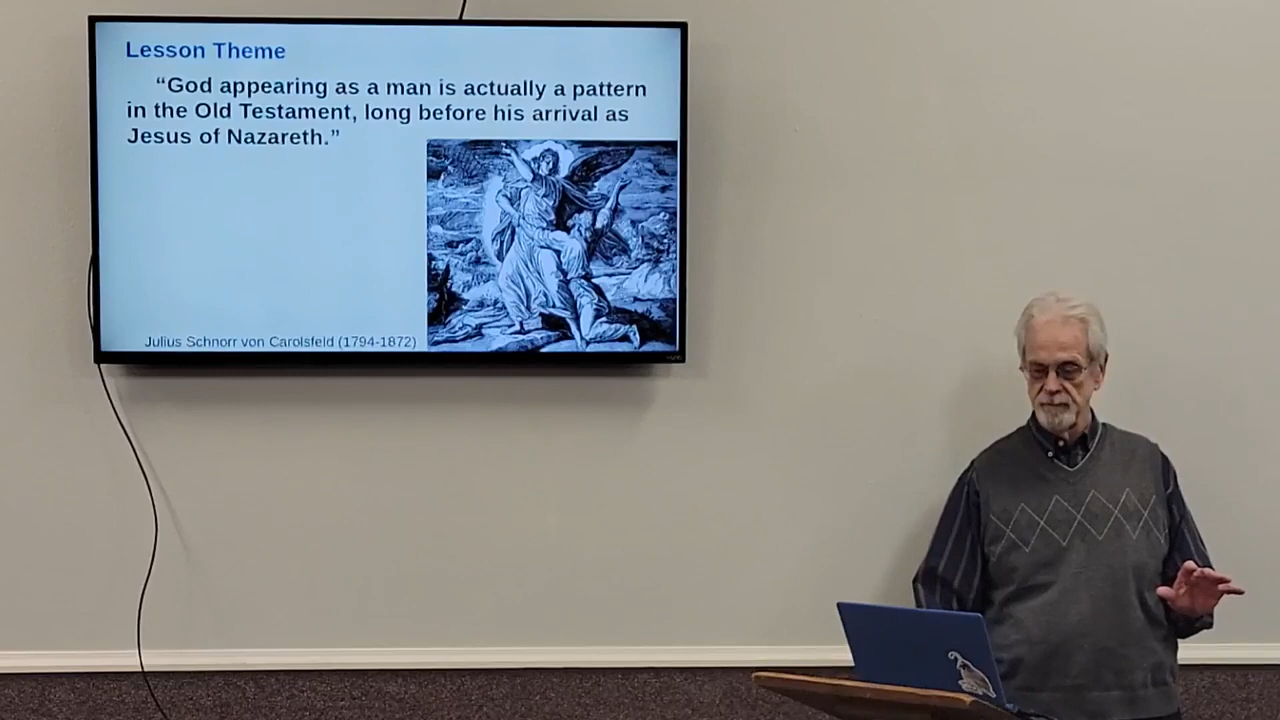 Lesson Theme
“God appearing as a man is actually a pattern
in the Old Testament, long before his arrival as
Jesus of Nazareth.”
Julius Schnorr von Carolsfeld (1794-1872)